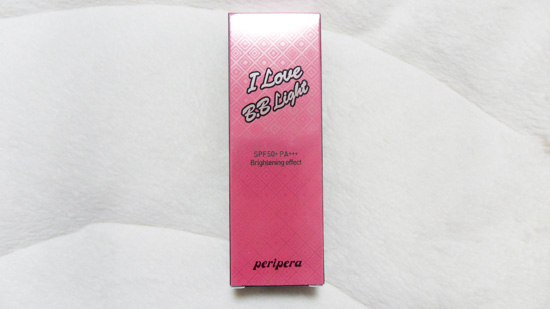 I Love
B.B Light
SPF50+ PA+++
Brightening effect
peripera